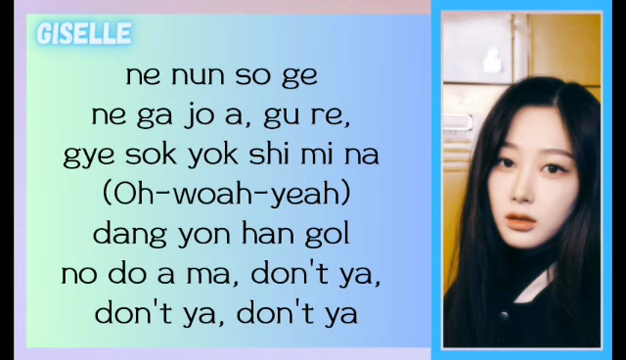 GISELLE
ne nun so ge
ne ga jo a, gu re,
gye sok yok shi mi na
(Oh-woah-yeah)
dang yon han gol
no do a ma, don't ya,
don't ya, don't ya